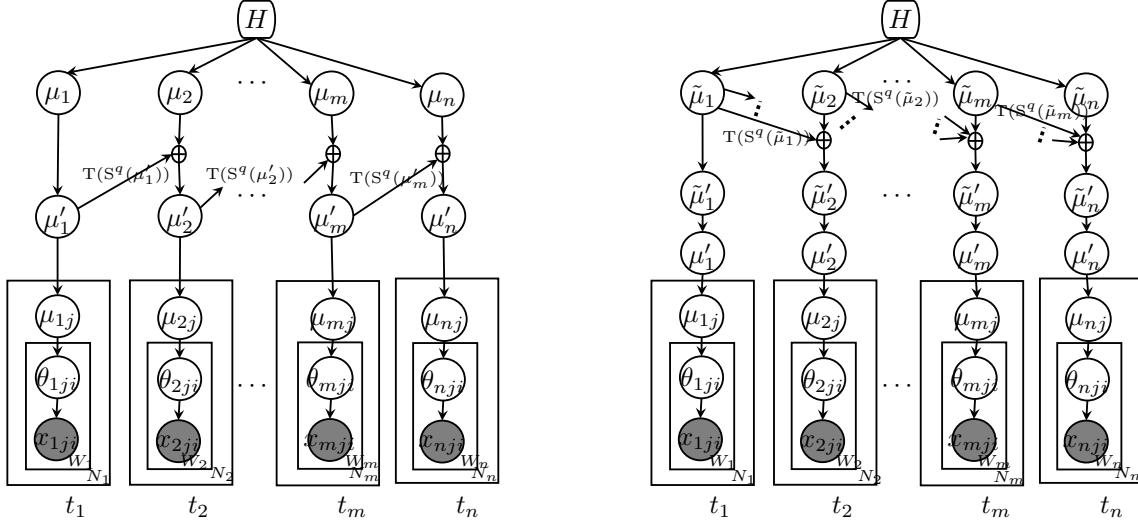 H H
μ₁ μ₂ ... μₘ μₙ μ̃₁ μ̃₂ ... μ̃ₘ μ̃ₙ
T(S^q(μ̃₂)) T(S^q(μ̃ₘ))
⊕ ⊕ ⊕ T(S^q(μ̃₁)) ⊕ ⊕ ⊕
T(S^q(μ′₁)) T(S^q(μ′₂)) T(S^q(μ′ₘ))
μ′₁ μ′₂ ... μ′ₘ μ′ₙ μ̃′₁ μ̃′₂ ... μ̃′ₘ μ̃′ₙ
μ′₁ μ′₂ μ′ₘ μ′ₙ
μ₁ⱼ μ₂ⱼ μₘⱼ μₙⱼ μ₁ⱼ μ₂ⱼ μₘⱼ μₙⱼ
θ₁ⱼᵢ θ₂ⱼᵢ ... θₘⱼᵢ θₙⱼᵢ θ₁ⱼᵢ θ₂ⱼᵢ ... θₘⱼᵢ θₙⱼᵢ
x₁ⱼᵢ x₂ⱼᵢ xₘⱼᵢ xₙⱼᵢ x₁ⱼᵢ x₂ⱼᵢ xₘⱼᵢ xₙⱼᵢ
W₁ W₂ Wₘ Wₙ W₁ W₂ Wₘ Wₙ
N₁ N₂ Nₘ Nₙ N₁ N₂ Nₘ Nₙ
t₁ t₂ tₘ tₙ t₁ t₂ tₘ tₙ